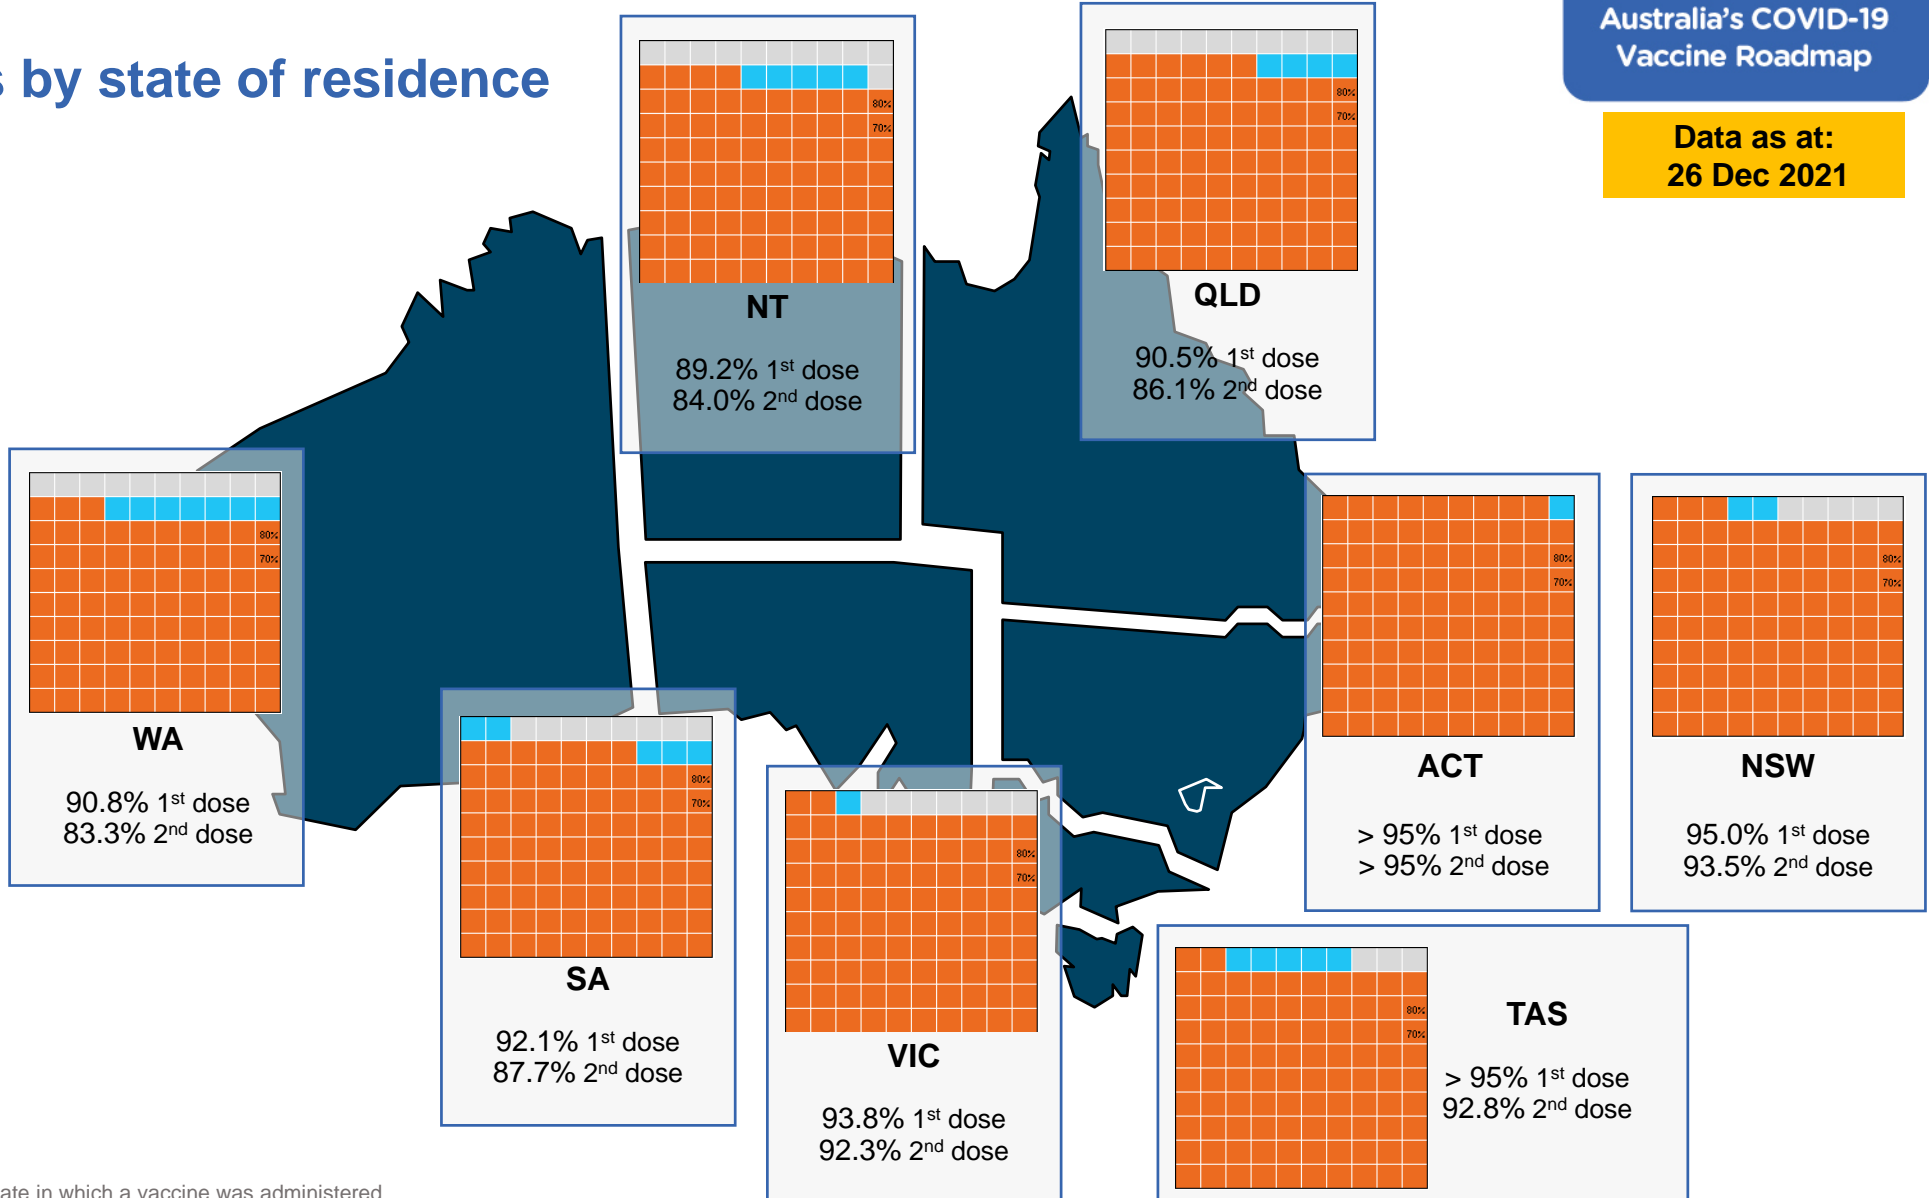 by state of residence
Australia's COVID-19
Vaccine Roadmap
Data as at:
26 Dec 2021
80%
70%
NT
89.2% 1st dose
84.0% 2nd dose
80%
70%
QLD
90.5% 1st dose
86.1% 2nd dose
80%
70%
WA
90.8% 1st dose
83.3% 2nd dose
80%
70%
SA
92.1% 1st dose
87.7% 2nd dose
80%
70%
VIC
93.8% 1st dose
92.3% 2nd dose
80%
70%
ACT
> 95% 1st dose
> 95% 2nd dose
80%
70%
NSW
95.0% 1st dose
93.5% 2nd dose
80%
70%
TAS
> 95% 1st dose
92.8% 2nd dose
in which a vaccine was administered